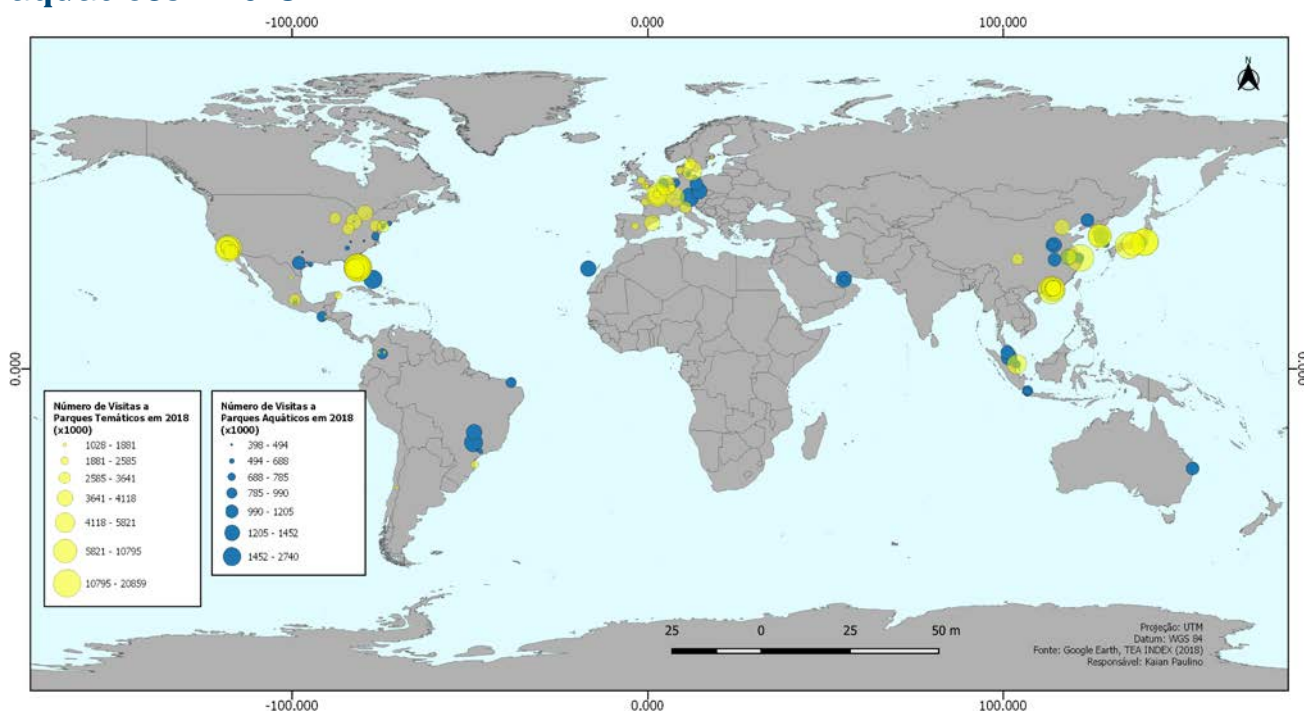 -100.000 0.000 100.000
N
0.000
Número de Visitas a
Parques Temáticos em 2018
(x1000)
1028 - 1881
1881 - 2585
2585 - 3641
3641 - 4118
4118 - 5821
5821 - 10795
10795 - 20859
Número de Visitas a
Parques Aquáticos em 2018
(x1000)
398 - 494
494 - 688
688 - 785
785 - 990
990 - 1205
1205 - 1452
1452 - 2740
25 0 25 50 m
Projeção: UTM
Datum: WGS 84
Fonte: Google Earth, TEA INDEX (2018)
Responsável: Kaian Paulino
-100.000 0.000 100.000